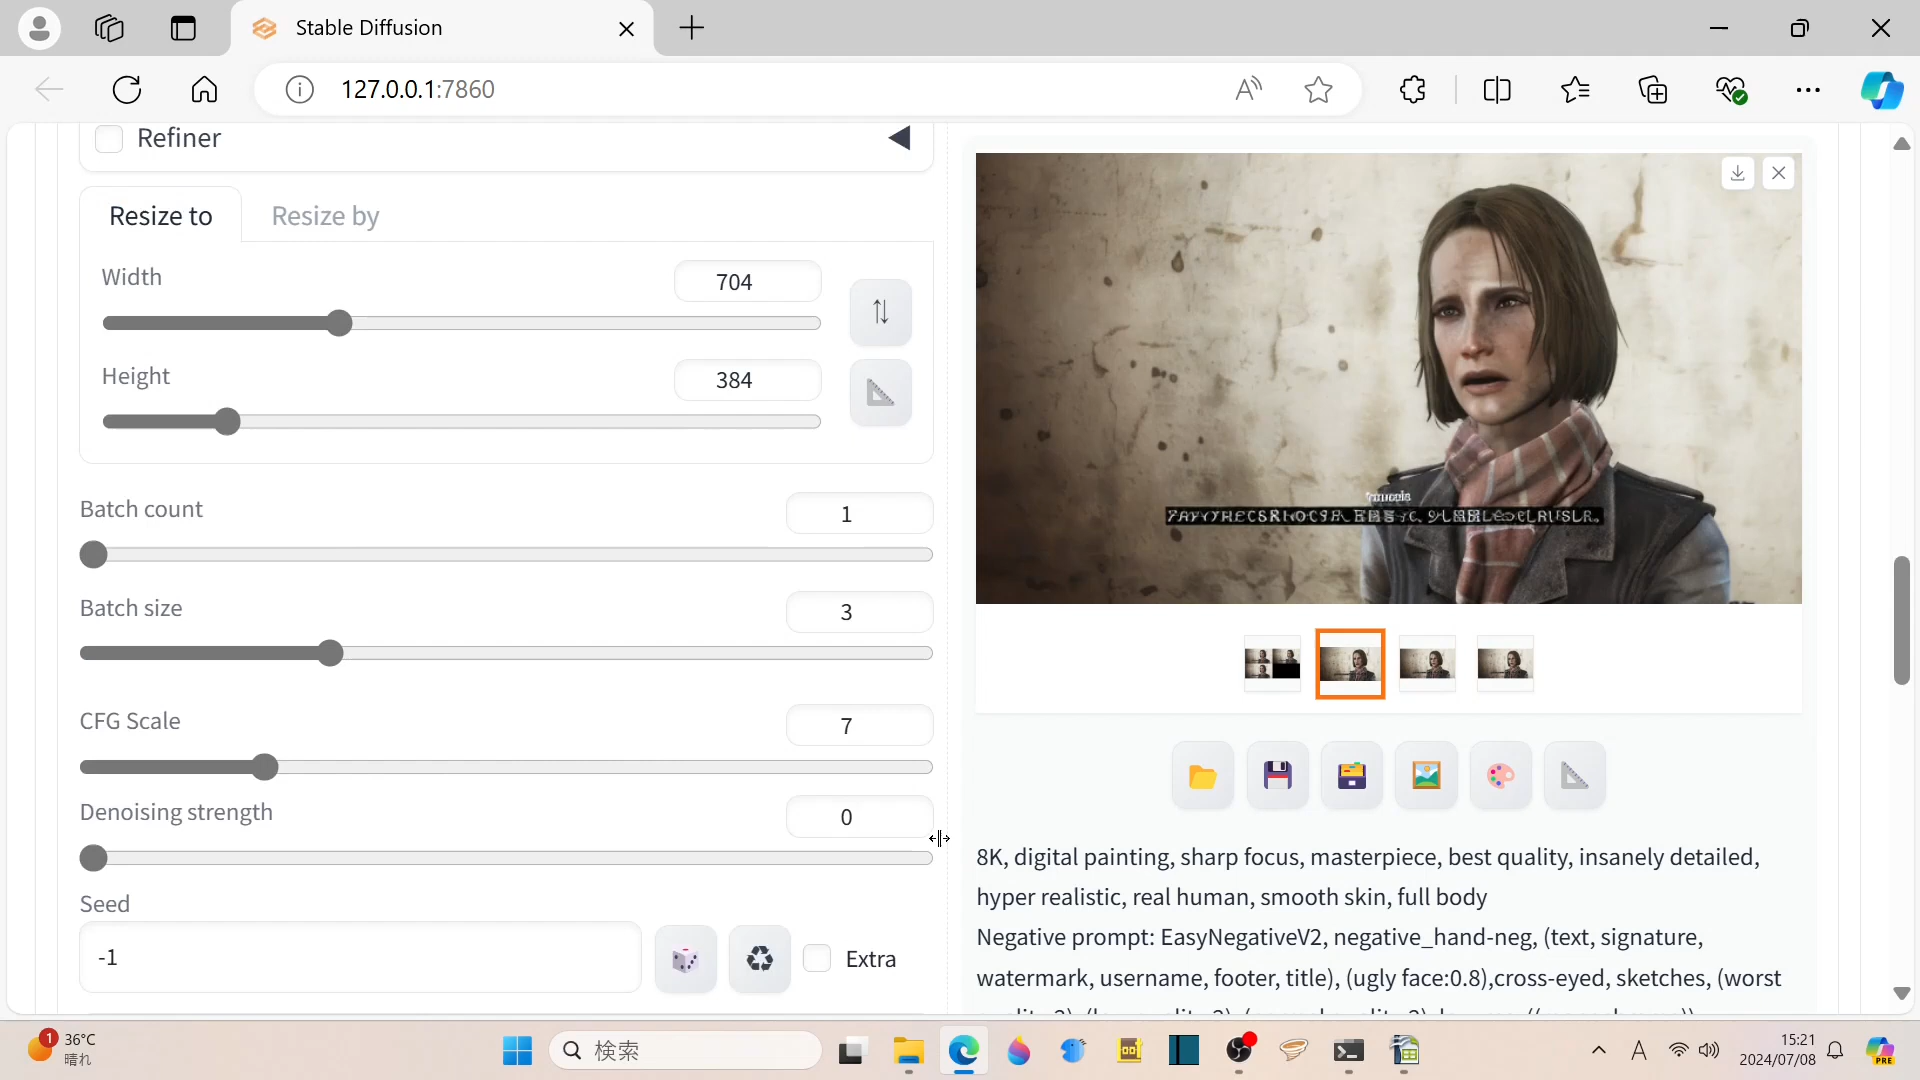 Stable Diffusion
127.0.0.1:7860
Refiner
Resize to
Resize by
Width
704
Height
384
Batch count
1
Batch size
3
CFG Scale
7
Denoising strength
0
Seed
-1
Extra
8K, digital painting, sharp focus, masterpiece, best quality, insanely detailed,
hyper realistic, real human, smooth skin, full body
Negative prompt: EasyNegativeV2, negative_hand-neg, (text, signature,
watermark, username, footer, title), (ugly face:0.8),cross-eyed, sketches, (worst
1
36°C
晴れ
検索
A
15:21
2024/07/08
PRE